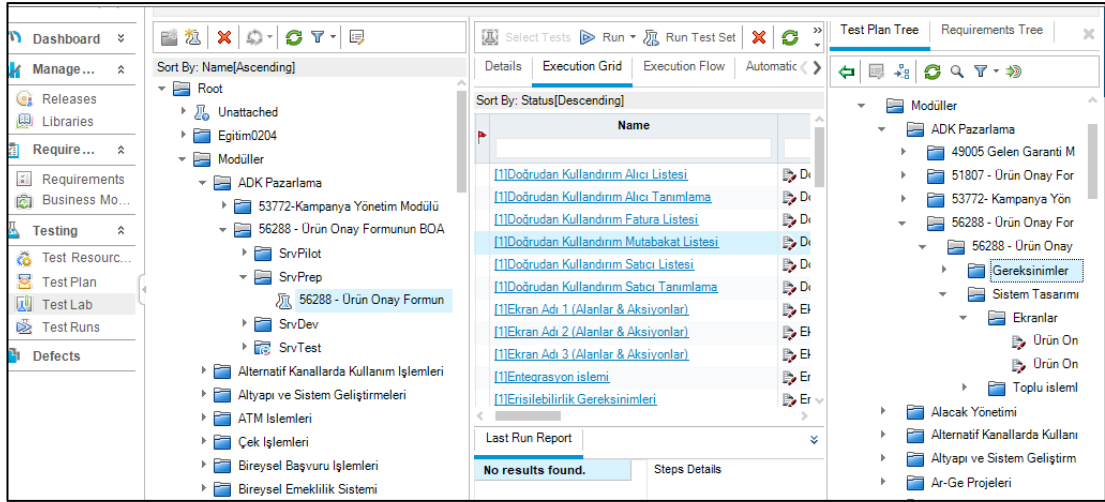 Dashboard
Manage...
Releases
Libraries
Require...
Requirements
Business Mo...
Testing
Test Resourc...
Test Plan
Test Lab
Test Runs
Defects
Sort By: Name[Ascending]
Root
Unattached
Egitim0204
Modüller
ADK Pazarlama
53772-Kampanya Yönetim Modülü
56288 - Ürün Onay Formunun BOA
SrvPilot
SrvPrep
56288 - Ürün Onay Formun
SrvDev
SrvTest
Alternatif Kanallarda Kullanım Işlemleri
Altyapı ve Sistem Geliştirmeleri
ATM Islemleri
Çek Işlemleri
Bireysel Başvuru Işlemleri
Bireysel Emeklilik Sistemi
Select Tests Run Run Test Set
Details Execution Grid Execution Flow Automatic
Sort By: Status[Descending]
Name
[1]Doğrudan Kullandırım Alıcı Listesi
[1]Doğrudan Kullandırım Alıcı Tanımlama
[1]Doğrudan Kullandırım Fatura Listesi
[1]Doğrudan Kullandırım Mutabakat Listesi
[1]Doğrudan Kullandırım Satıcı Listesi
[1]Doğrudan Kullandırım Satıcı Tanımlama
[1]Ekran Adı 1 (Alanlar & Aksiyonlar)
[1]Ekran Adı 2 (Alanlar & Aksiyonlar)
[1]Ekran Adı 3 (Alanlar & Aksiyonlar)
[1]Entegrasyon islemi
[1]Erisilebilirlik Gereksinimleri
Last Run Report
No results found. Steps Details
Test Plan Tree Requirements Tree
Modüller
ADK Pazarlama
49005 Gelen Garanti M
51807 - Ürün Onay For
53772- Kampanya Yön
56288 - Ürün Onay For
56288 - Ürün Onay
Gereksinimler
Sistem Tasarımı
Ekranlar
Ürün On
Ürün On
Toplu isleml
Alacak Yönetimi
Alternatif Kanallarda Kullanı
Altyapı ve Sistem Geliştirm
Ar-Ge Projeleri